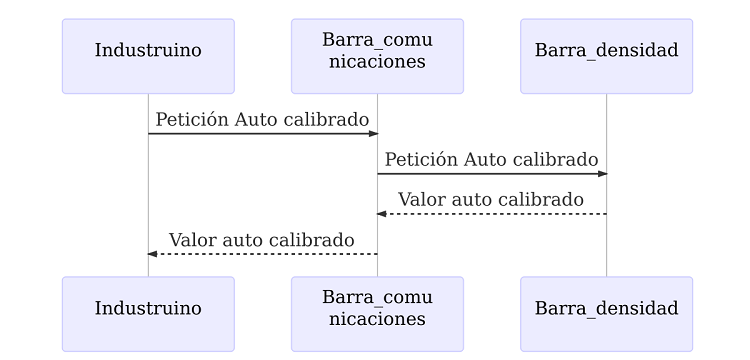 Industruino
Barra_comu
nicaciones
Barra_densidad
Petición Auto calibrado
Petición Auto calibrado
Valor auto calibrado
Valor auto calibrado
Industruino
Barra_comu
nicaciones
Barra_densidad